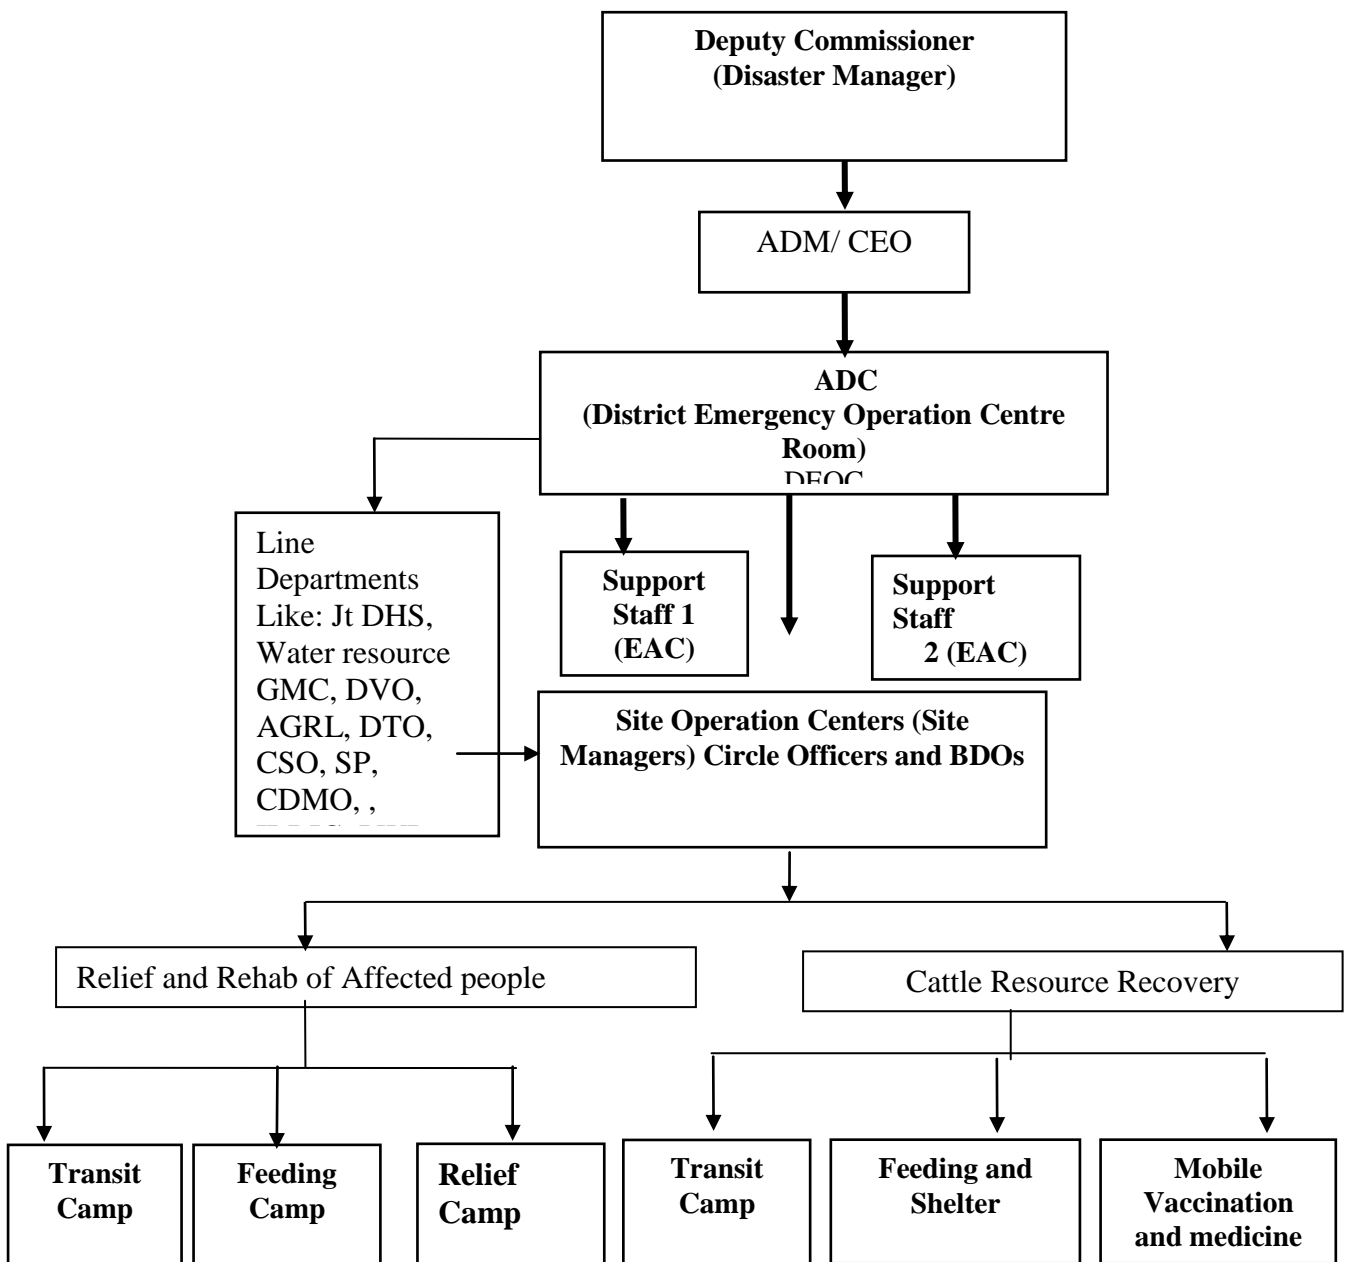 Deputy Commissioner
(Disaster Manager)
ADM/ CEO
ADC
(District Emergency Operation Centre
Room)
DEOC
Line
Departments
Like: Jt DHS,
Water resource
GMC, DVO,
AGRL, DTO,
CSO, SP,
CDMO, ,
Support
Staff 1
(EAC)
Support
Staff
2 (EAC)
Site Operation Centers (Site
Managers) Circle Officers and BDOs
Relief and Rehab of Affected people
Cattle Resource Recovery
Transit
Camp
Feeding
Camp
Relief
Camp
Transit
Camp
Feeding and
Shelter
Mobile
Vaccination
and medicine